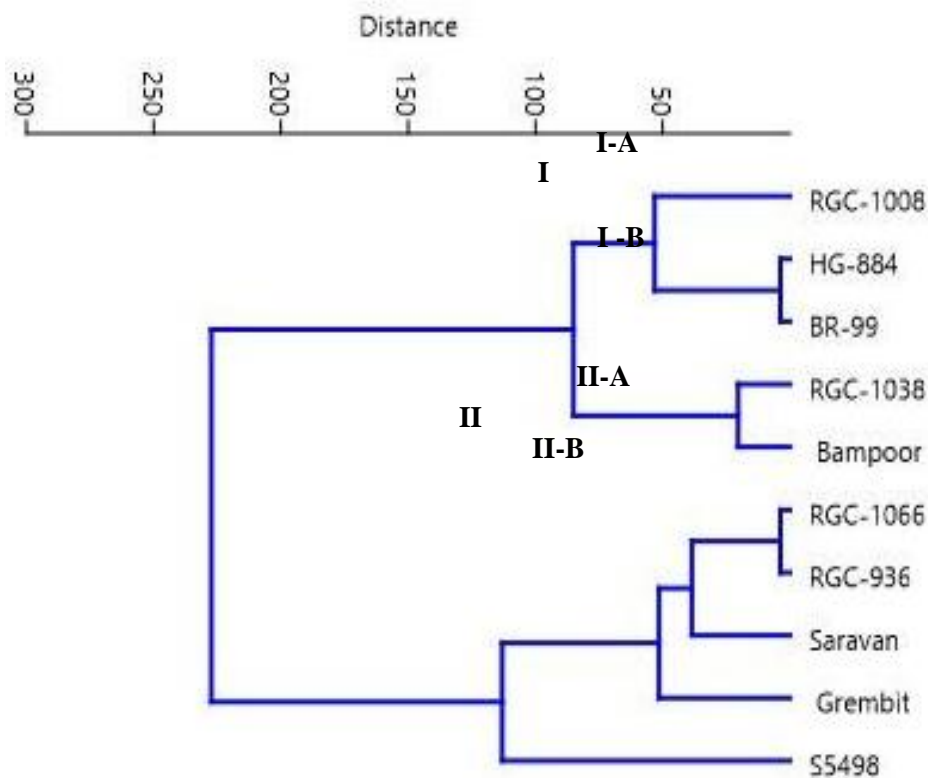 Distance
300 250 200 150 100 50
I-A
I
RGC-1008
I -B
HG-884
BR-99
II-A
RGC-1038
II
II-B
Bampoor
RGC-1066
RGC-936
Saravan
Grembit
S5498